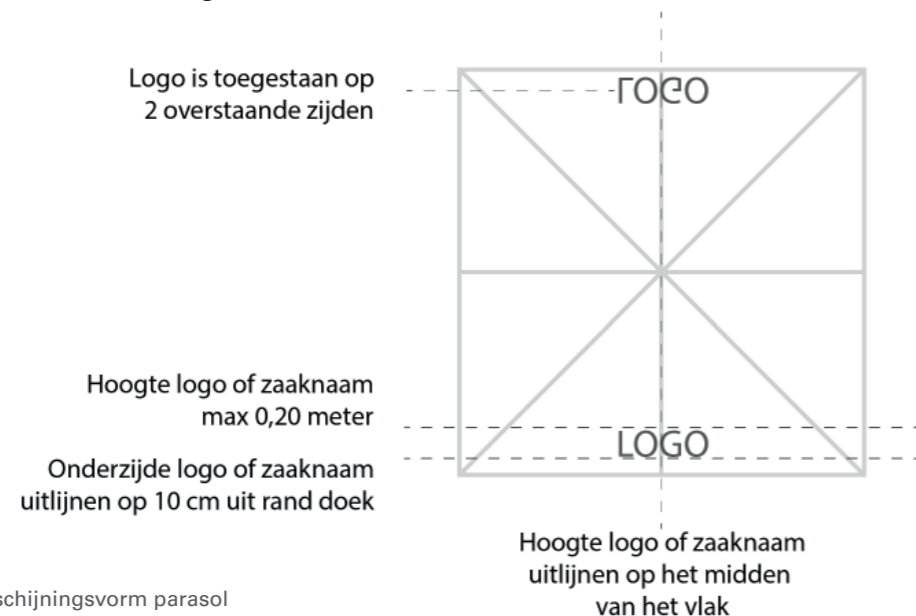 Logo is toegestaan op
2 overstaande zijden
LOGO
Hoogte logo of zaaknaam
max 0,20 meter
LOGO
Onderzijde logo of zaaknaam
uitlijnen op 10 cm uit rand doek
Hoogte logo of zaaknaam
uitlijnen op het midden
van het vlak
schijningsvorm parasol